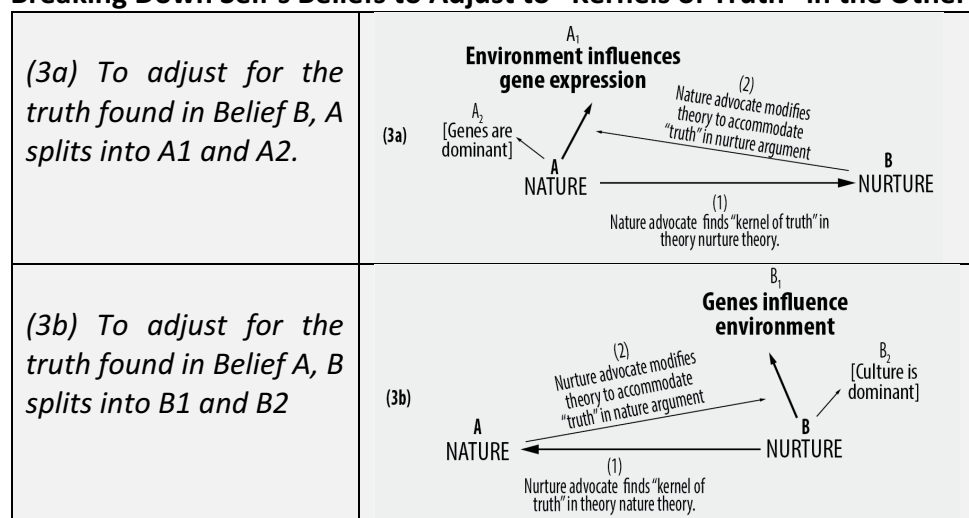 Breaking Down Self's Beliefs to Adjust to "Kernels of Truth" in the Other
(3a) To adjust for the
truth found in Belief B, A
splits into A1 and A2.
(3a)
A1
Environment influences
gene expression
A2
[Genes are
dominant]
A
NATURE
(2)
Nature advocate modifies
theory to accommodate
"truth" in nurture argument
B
NURTURE
(1)
Nature advocate finds "kernel of truth" in
theory nurture theory.
(3b) To adjust for the
truth found in Belief A, B
splits into B1 and B2
(3b)
B1
Genes influence
environment
B2
[Culture is
dominant]
(2)
Nurture advocate modifies
theory to accommodate
"truth" in nature argument
A
NATURE
B
NURTURE
(1)
Nurture advocate finds "kernel of
truth" in theory nature theory.